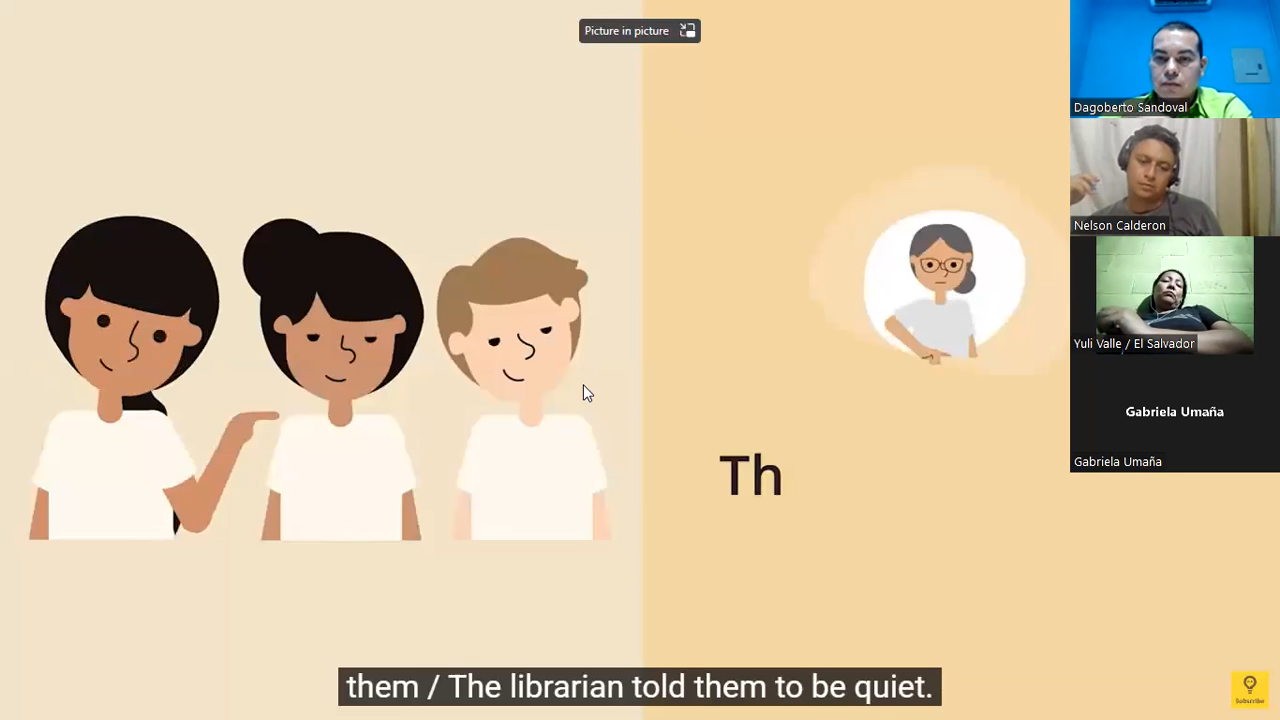 Picture in picture
Dagoberto Sandoval
Nelson Calderon
Yuli Valle / El Salvador
Gabriela Umaña
Gabriela Umaña
Th
them / The librarian told them to be quiet.
Subscribe